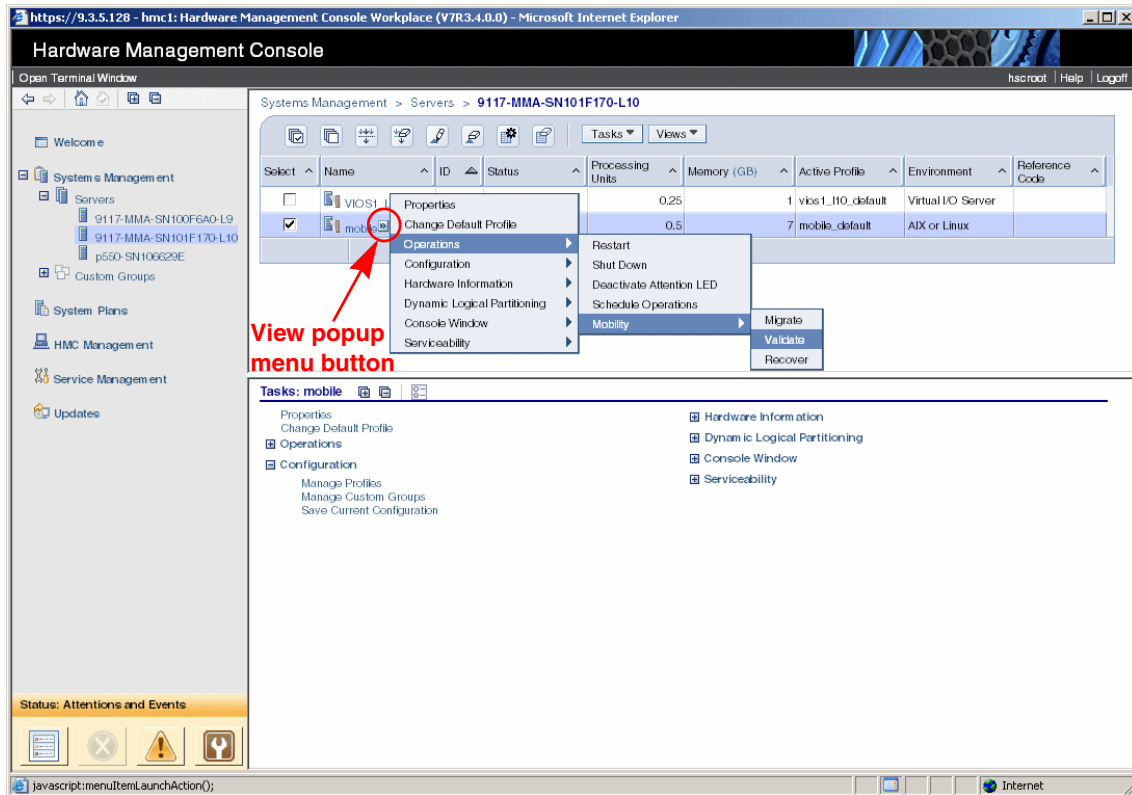 https://9.3.5.128 - hmc1: Hardware Management Console Workplace (V7R3.4.0.0) - Microsoft Internet Explorer
Hardware Management Console
Open Terminal Window
hscroot | Help | Logoff
Systems Management > Servers > 9117-MMA-SN101F170-L10
Welcome
Systems Management
Servers
9117-MMA-SN100F6A0-L9
9117-MMA-SN101F170-L10
p550-SN106629E
Custom Groups
System Plans
HMC Management
Service Management
Updates
Tasks Views
Select Name ID Status Processing Units Memory (GB) Active Profile Environment Reference Code
VIOS1_L 0.25 1 vios1_l10_default Virtual I/O Server
mobile 0.5 7 mobile_default AIX or Linux
Properties
Change Default Profile
Operations
Configuration
Hardware Information
Dynamic Logical Partitioning
Console Window
Serviceability
Restart
Shut Down
Deactivate Attention LED
Schedule Operations
Mobility
Migrate
Validate
Recover
View popup
menu button
Tasks: mobile
Properties
Change Default Profile
Operations
Configuration
Manage Profiles
Manage Custom Groups
Save Current Configuration
Hardware Information
Dynamic Logical Partitioning
Console Window
Serviceability
Status: Attentions and Events
javascript:menuItemLaunchAction();
Internet